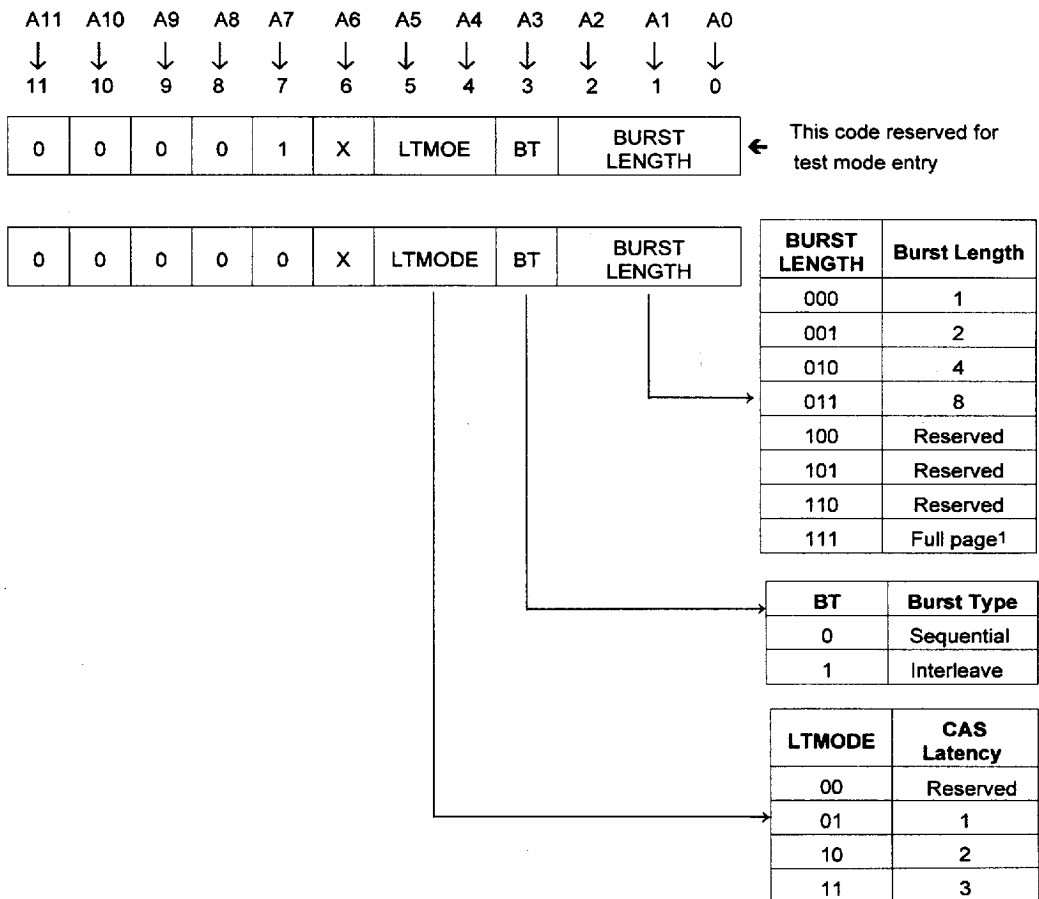 A11 A10 A9 A8 A7 A6 A5 A4 A3 A2 A1 A0
11 10 9 8 7 6 5 4 3 2 1 0
0 0 0 0 1 X LTMOE BT BURST LENGTH
This code reserved for
test mode entry
0 0 0 0 0 X LTMODE BT BURST LENGTH
BURST LENGTH Burst Length
000 1
001 2
010 4
011 8
100 Reserved
101 Reserved
110 Reserved
111 Full page1
BT Burst Type
0 Sequential
1 Interleave
LTMODE CAS Latency
00 Reserved
01 1
10 2
11 3